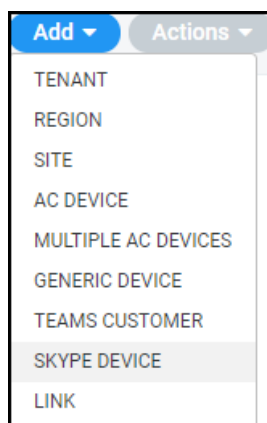 Add Actions
TENANT
REGION
SITE
AC DEVICE
MULTIPLE AC DEVICES
GENERIC DEVICE
TEAMS CUSTOMER
SKYPE DEVICE
LINK